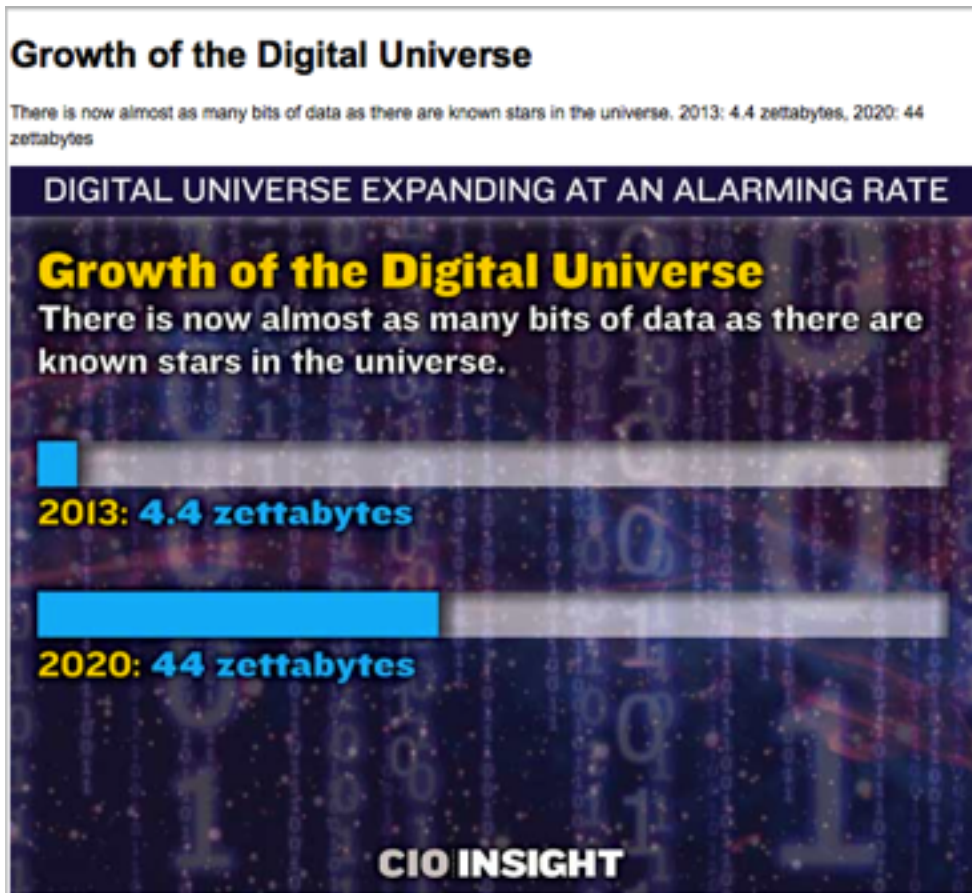 Growth of the Digital Universe
There is now almost as many bits of data as there are known stars in the universe. 2013: 4.4 zettabytes, 2020: 44
zettabytes
DIGITAL UNIVERSE EXPANDING AT AN ALARMING RATE
Growth of the Digital Universe
There is now almost as many bits of data as there are
known stars in the universe.
2013: 4.4 zettabytes
2020: 44 zettabytes
CIO INSIGHT